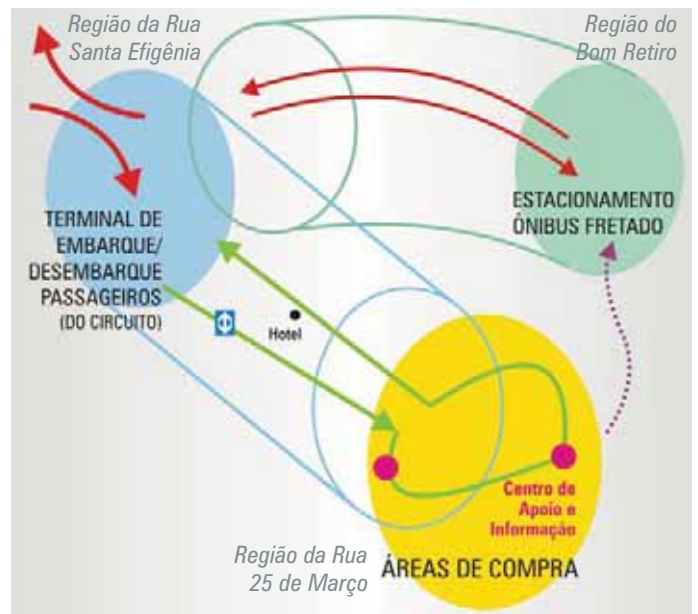 Região da Rua
Santa Efigênia
Região do
Bom Retiro
TERMINAL DE
EMBARQUE/
DESEMBARQUE
PASSAGEIROS
(DO CIRCUITO)
ESTACIONAMENTO
ÔNIBUS FRETADO
Hotel
Centro de
Apoio e
Informação
Região da Rua
25 de Março
ÁREAS DE COMPRA